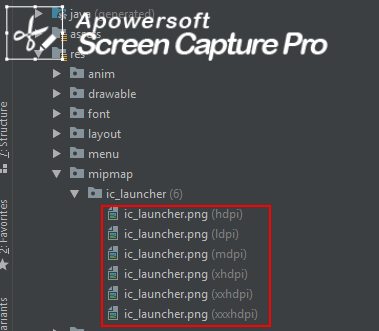 java (generated)
Apowersoft
Screen Capture Pro
assets
res
anim
drawable
font
layout
menu
mipmap
ic_launcher (6)
ic_launcher.png (hdpi)
ic_launcher.png (ldpi)
ic_launcher.png (mdpi)
ic_launcher.png (xhdpi)
ic_launcher.png (xxhdpi)
ic_launcher.png (xxxhdpi)
7: Structure
2: Favorites